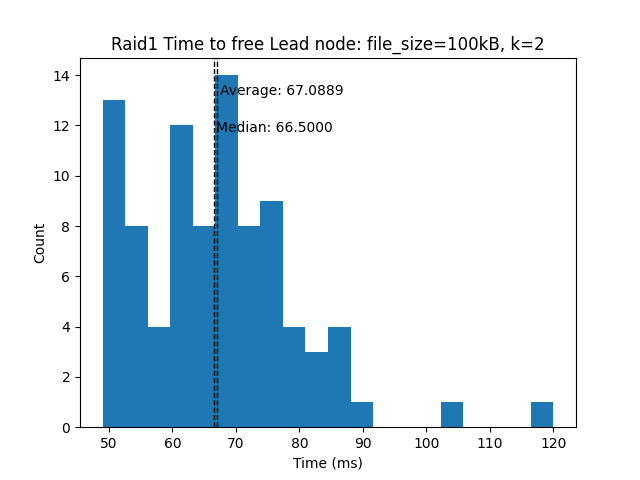 Raid1 Time to free Lead node: file_size=100kB, k=2
14
12
10
8
6
4
2
0
Count
Average: 67.0889
Median: 66.5000
50 60 70 80 90 100 110 120
Time (ms)